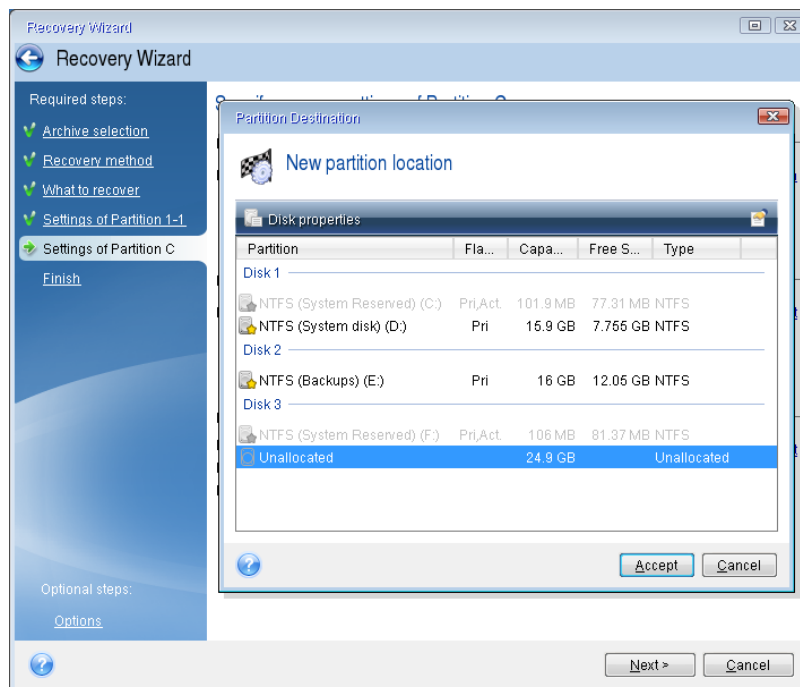 Recovery Wizard
Recovery Wizard
Required steps:
Archive selection
Recovery method
What to recover
Settings of Partition 1-1
Settings of Partition C
Finish
Optional steps:
Options
Partition Destination
New partition location
Disk properties
Partition Fla... Capa... Free S... Type
Disk 1
NTFS (System Reserved) (C:) Pri,Act. 101.9 MB 77.31 MB NTFS
NTFS (System disk) (D:) Pri 15.9 GB 7.755 GB NTFS
Disk 2
NTFS (Backups) (E:) Pri 16 GB 12.05 GB NTFS
Disk 3
NTFS (System Reserved) (F:) Pri,Act. 106 MB 81.37 MB NTFS
Unallocated 24.9 GB Unallocated
Accept Cancel
Next > Cancel